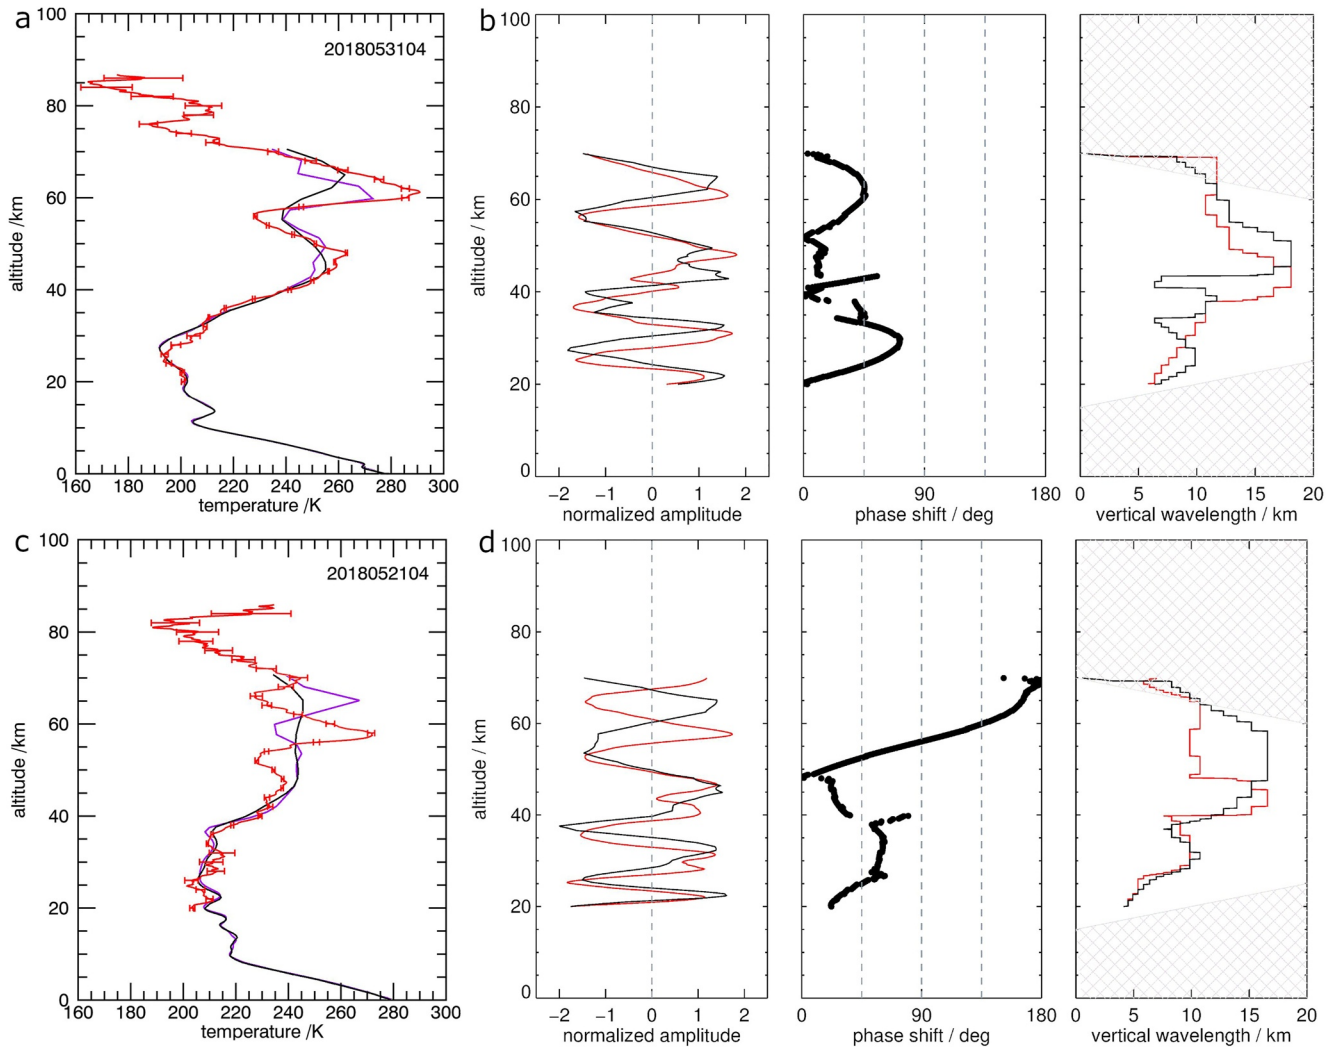 a
2018053104
100
80
60
40
20
0
altitude /km
160 180 200 220 240 260 280 300
temperature /K
b
100
80
60
40
20
0
altitude / km
−2 −1 0 1 2
normalized amplitude
0 90 180
phase shift / deg
0 5 10 15 20
vertical wavelength / km
c
2018052104
100
80
60
40
20
0
altitude /km
160 180 200 220 240 260 280 300
temperature /K
d
100
80
60
40
20
0
altitude / km
−2 −1 0 1 2
normalized amplitude
0 90 180
phase shift / deg
0 5 10 15 20
vertical wavelength / km